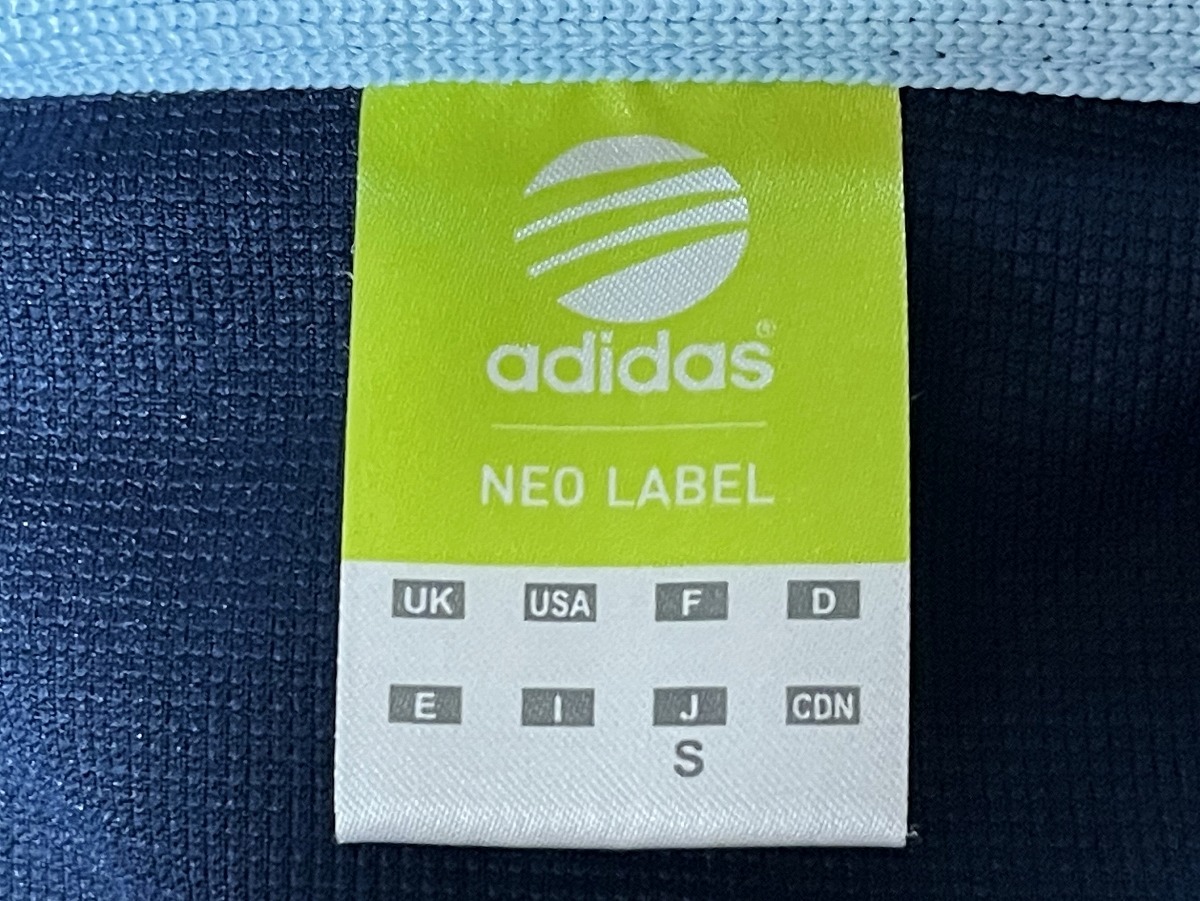 adidas®
NEO LABEL
UK USA F D
E I J CDN
S